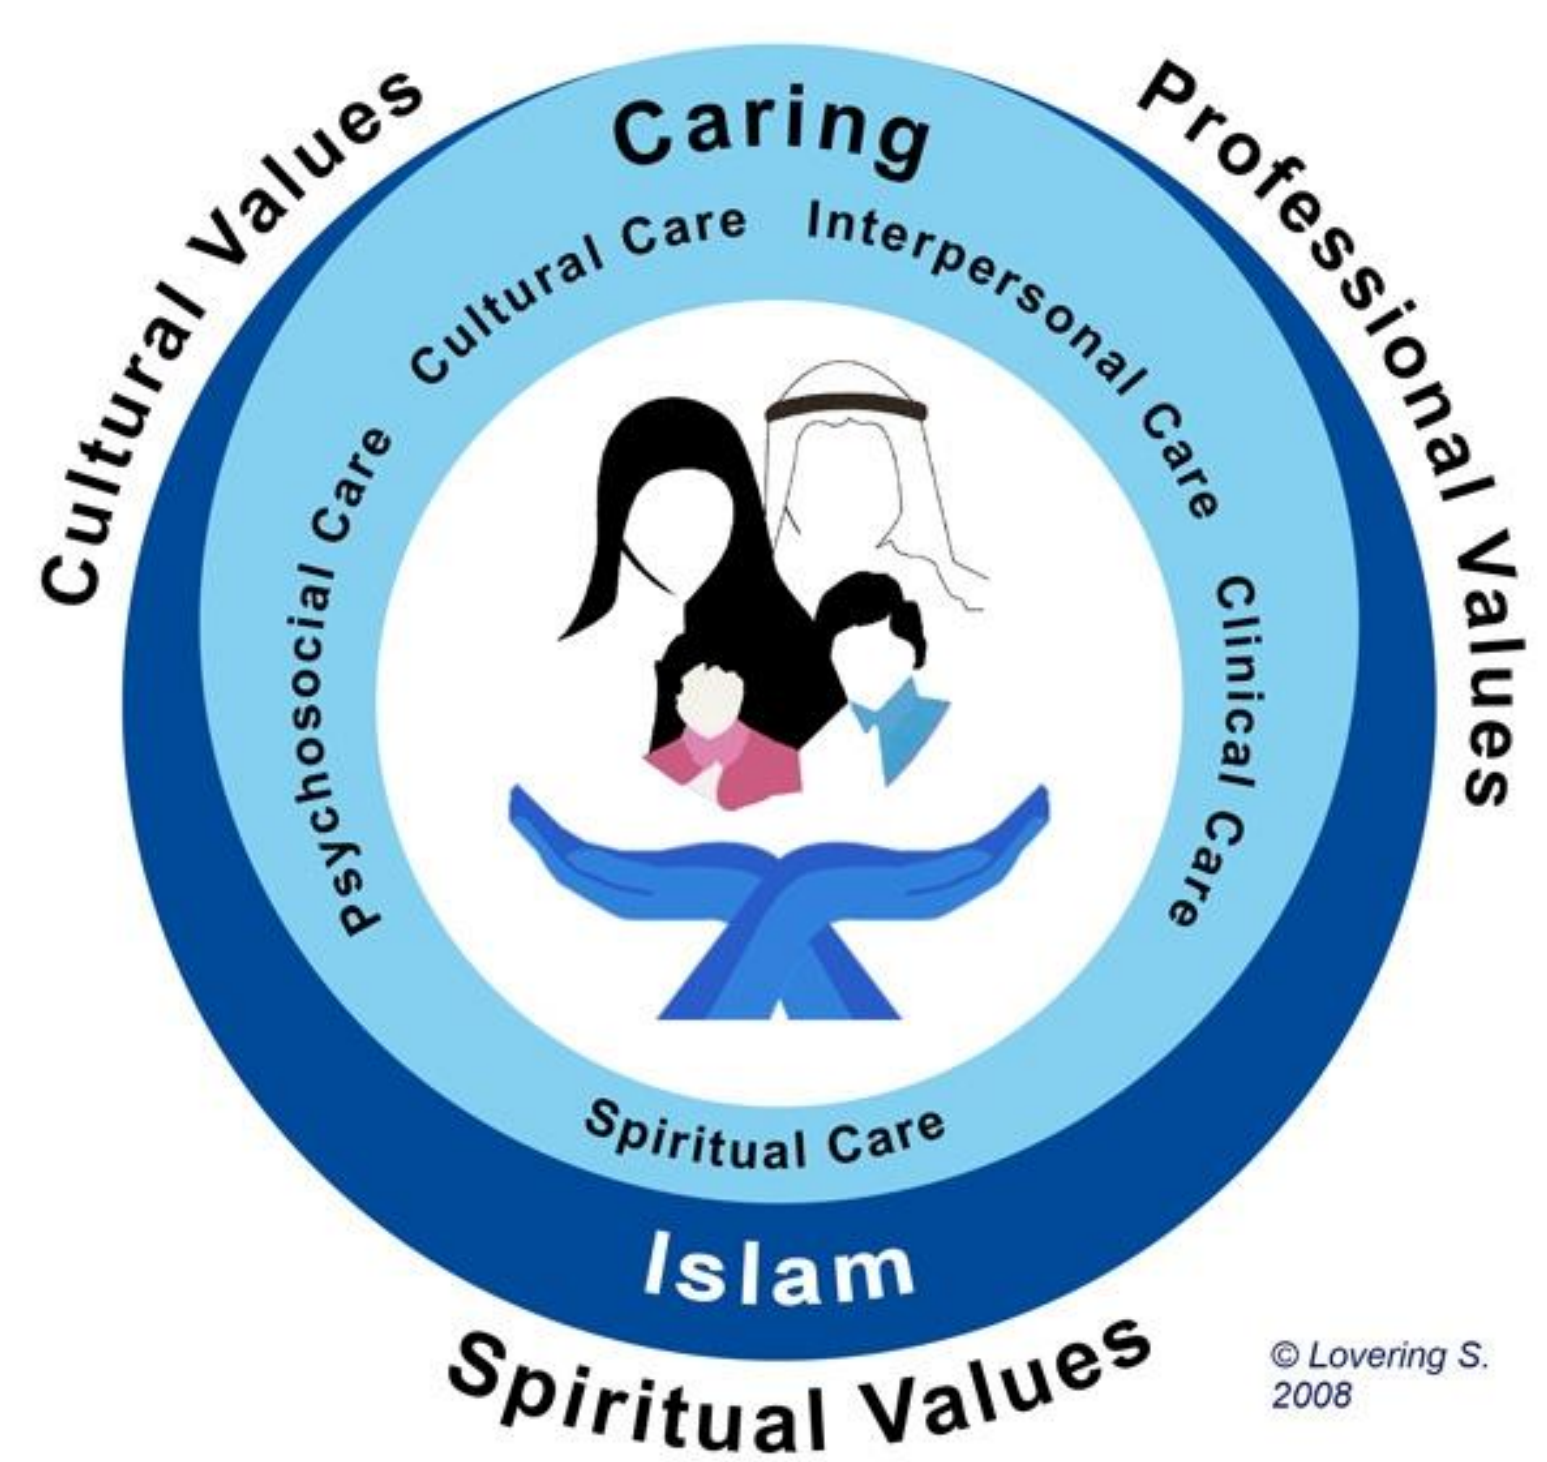 Cultural Values
Professional Values
Caring
Cultural Care
Interpersonal Care
Psychosocial Care
Clinical Care
Spiritual Care
Islam
Spiritual Values
© Lovering S.
2008